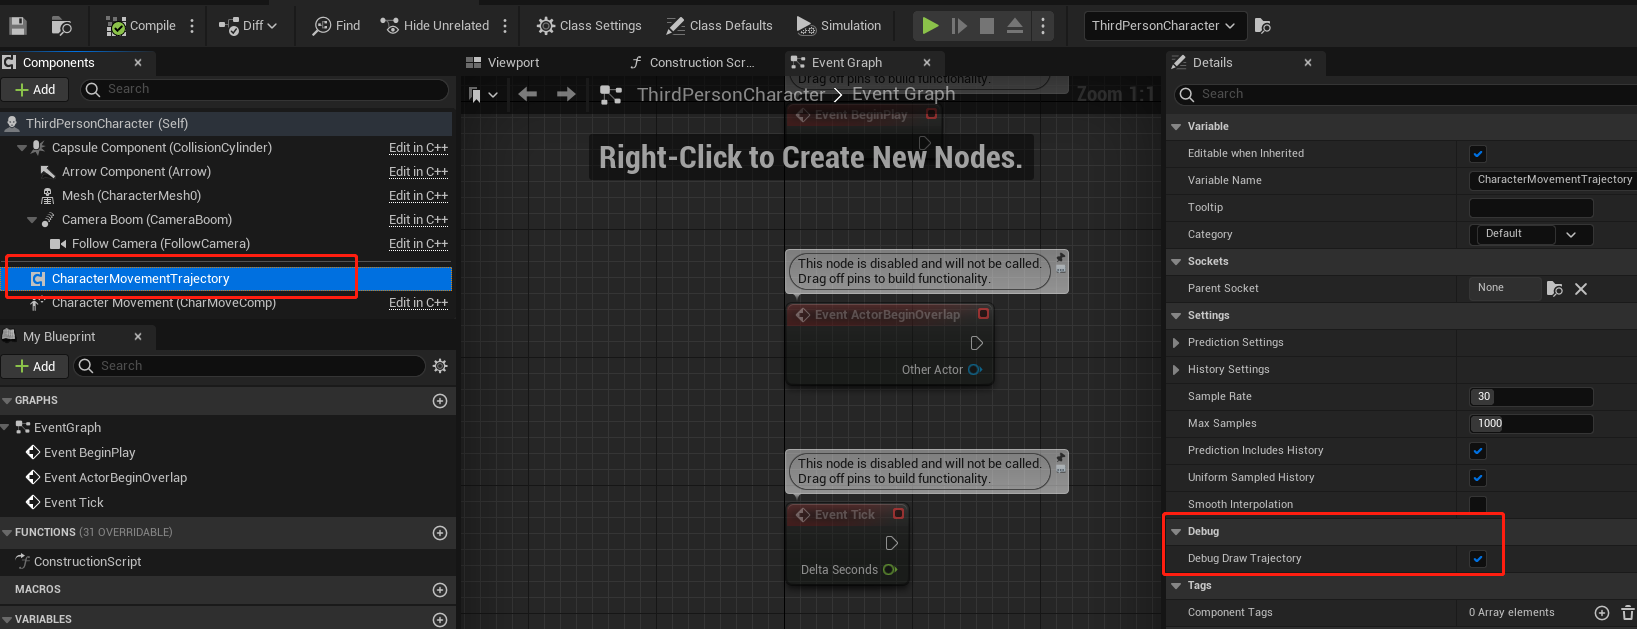 Compile
Diff
Find
Hide Unrelated
Class Settings
Class Defaults
Simulation
ThirdPersonCharacter
Components
Add
Search
ThirdPersonCharacter (Self)
Capsule Component (CollisionCylinder) Edit in C++
Arrow Component (Arrow) Edit in C++
Mesh (CharacterMesh0) Edit in C++
Camera Boom (CameraBoom) Edit in C++
Follow Camera (FollowCamera) Edit in C++
CharacterMovementTrajectory
Character Movement (CharMoveComp) Edit in C++
My Blueprint
Add
Search
GRAPHS
EventGraph
Event BeginPlay
Event ActorBeginOverlap
Event Tick
FUNCTIONS (31 OVERRIDABLE)
ConstructionScript
MACROS
VARIABLES
Viewport
Construction Scr...
Event Graph
Drag off pins to build functionality.
ThirdPersonCharacter > Event Graph
Zoom 1:1
Event BeginPlay
Right-Click to Create New Nodes.
This node is disabled and will not be called.
Drag off pins to build functionality.
Event ActorBeginOverlap
Other Actor
This node is disabled and will not be called.
Drag off pins to build functionality.
Event Tick
Delta Seconds
Details
Search
Variable
Editable when Inherited
Variable Name CharacterMovementTrajectory
Tooltip
Category Default
Sockets
Parent Socket None
Settings
Prediction Settings
History Settings
Sample Rate 30
Max Samples 1000
Prediction Includes History
Uniform Sampled History
Smooth Interpolation
Debug
Debug Draw Trajectory
Tags
Component Tags 0 Array elements